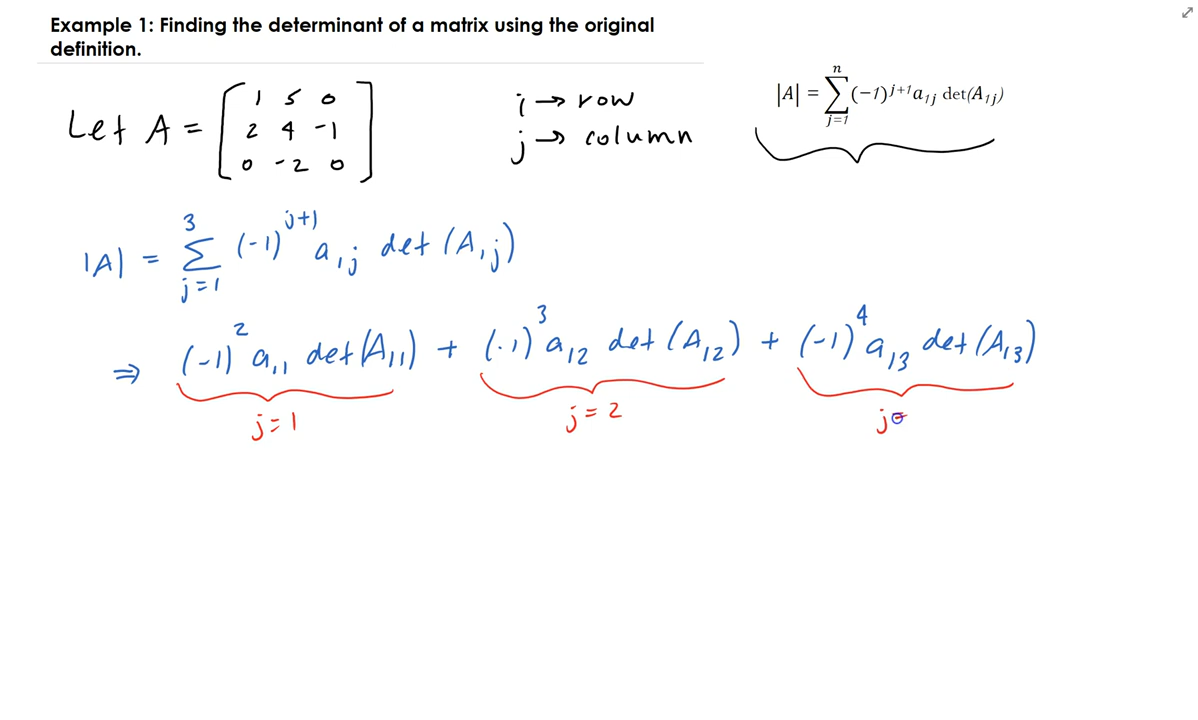 Example 1: Finding the determinant of a matrix using the original
definition.
|A| = n∑j=1 (−1)^{j+1} a_{1j} det(A_{1j})
Let A = [ 1 5 0
2 4 -1
0 -2 0 ]
i → row
j → column
|A| = 3∑j=1 (-1)^{j+1} a_{1j} det (A_{1j})
⇒ (-1)^2 a_{11} det(A_{11}) + (-1)^3 a_{12} det (A_{12}) + (-1)^4 a_{13} det (A_{13})
j = 1 j = 2 j =